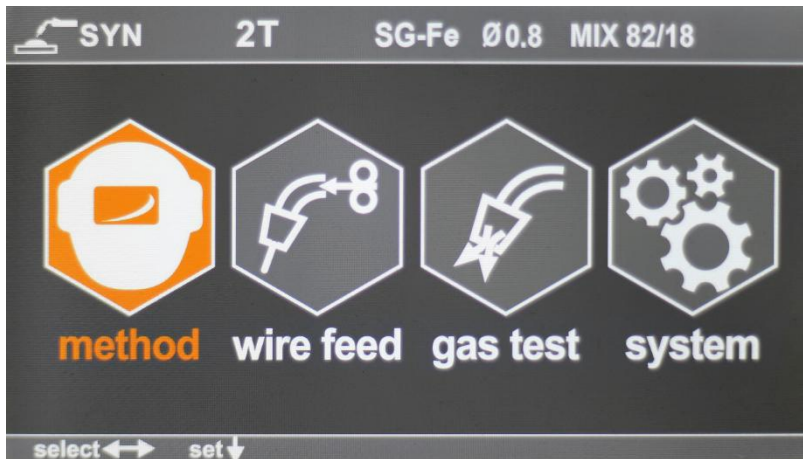 SYN 2T SG-Fe Ø0.8 MIX 82/18
method wire feed gas test system
select set